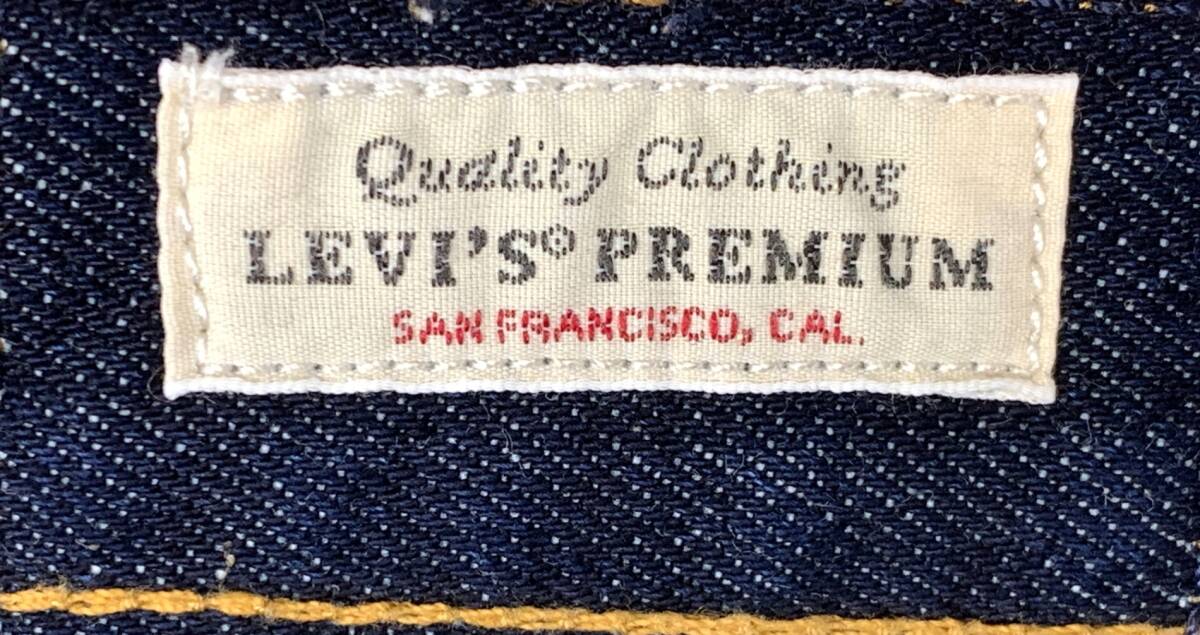 Quality Clothing
LEVI'S® PREMIUM
SAN FRANCISCO, CAL.